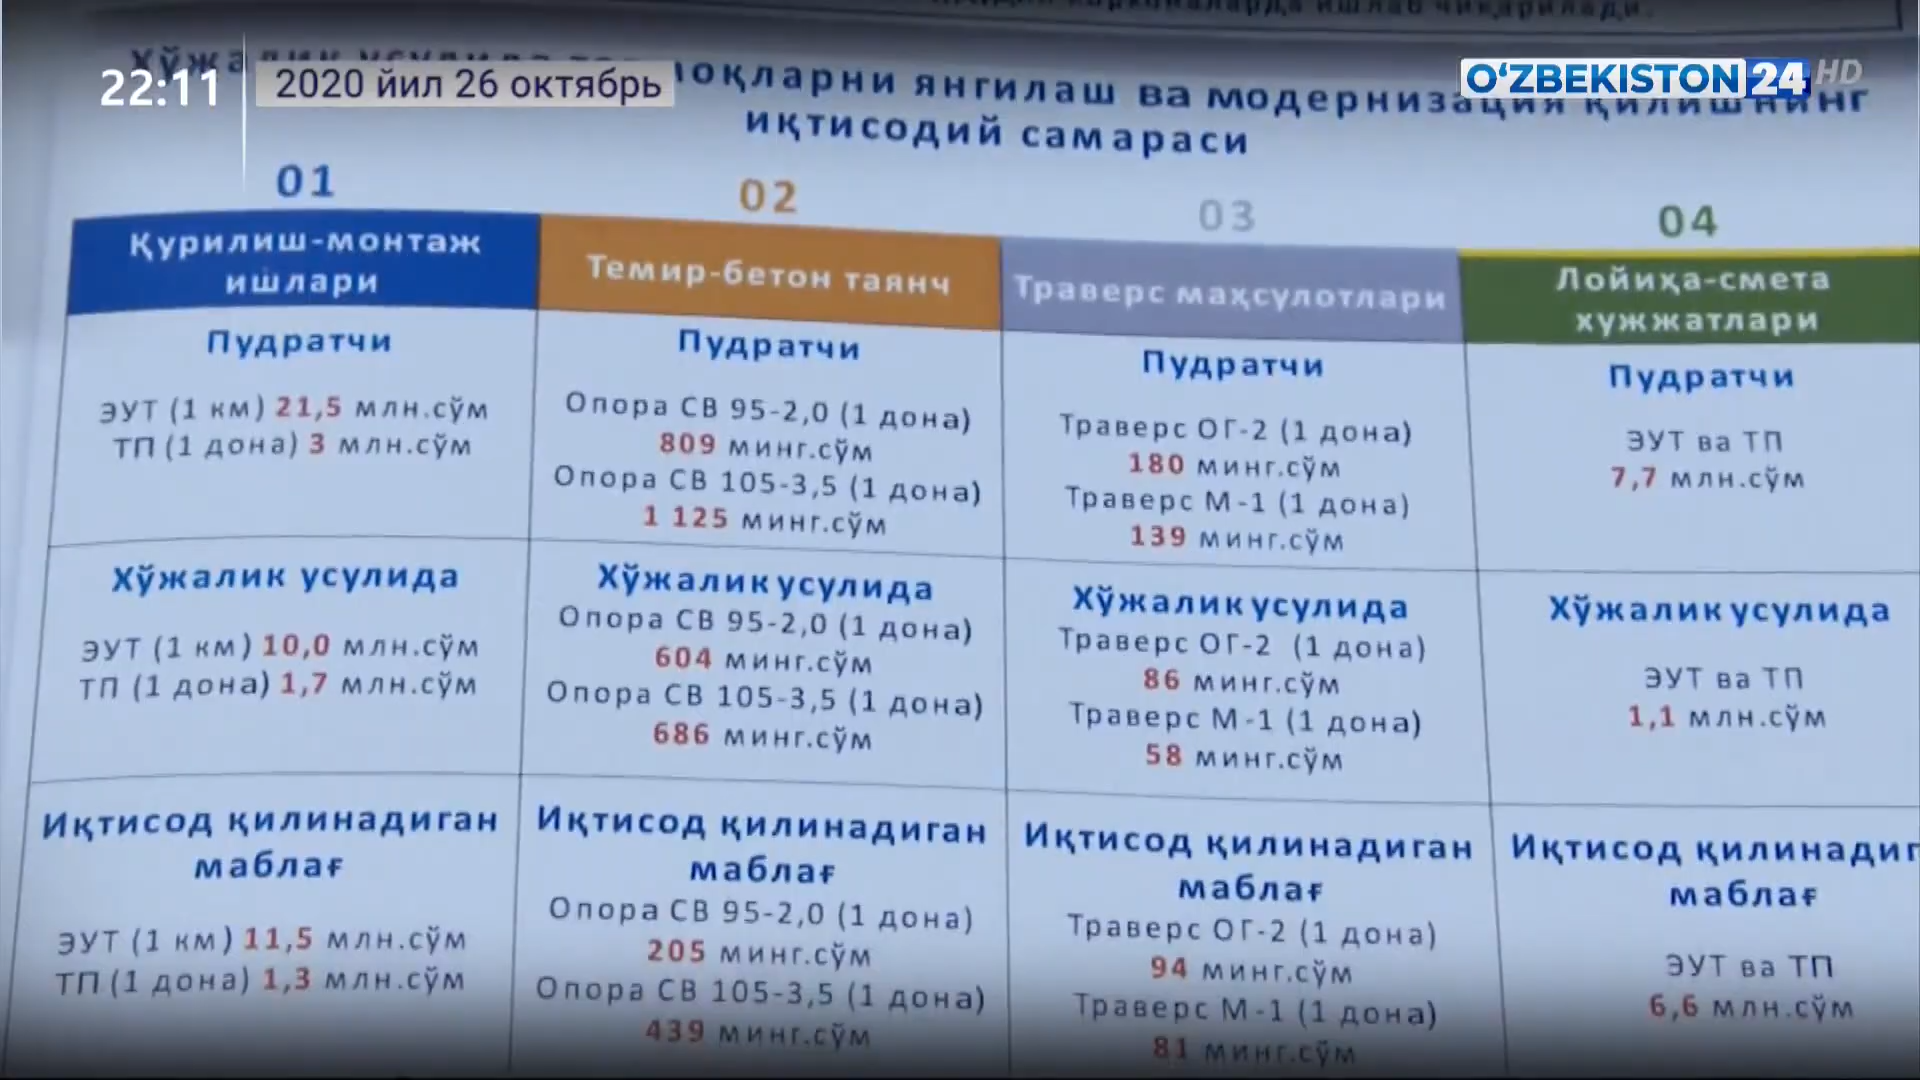 22:11
2020 йил 26 октябрь
O‘ZBEKISTON 24 HD
янгилаш ва модернизация қилишнинг
иқтисодий самараси
01
02
03
04
Қурилиш-монтаж
ишлари
Темир-бетон таянч
Траверс маҳсулотлари
Лойиҳа-смета
хужжатлари
Пудратчи
ЭУТ (1 км) 21,5 млн.сўм
ТП (1 дона) 3 млн.сўм
Пудратчи
Опора СВ 95-2,0 (1 дона)
809 минг.сўм
Опора СВ 105-3,5 (1 дона)
1 125 минг.сўм
Пудратчи
Траверс ОГ-2 (1 дона)
180 минг.сўм
Траверс М-1 (1 дона)
139 минг.сўм
Пудратчи
ЭУТ ва ТП
7,7 млн.сўм
Хўжалик усулида
ЭУТ (1 км) 10,0 млн.сўм
ТП (1 дона) 1,7 млн.сўм
Хўжалик усулида
Опора СВ 95-2,0 (1 дона)
604 минг.сўм
Опора СВ 105-3,5 (1 дона)
686 минг.сўм
Хўжалик усулида
Траверс ОГ-2 (1 дона)
86 минг.сўм
Траверс М-1 (1 дона)
58 минг.сўм
Хўжалик усулида
ЭУТ ва ТП
1,1 млн.сўм
Иқтисод қилинадиган
маблағ
ЭУТ (1 км) 11,5 млн.сўм
ТП (1 дона) 1,3 млн.сўм
Иқтисод қилинадиган
маблағ
Опора СВ 95-2,0 (1 дона)
205 минг.сўм
Опора СВ 105-3,5 (1 дона)
439 минг.сўм
Иқтисод қилинадиган
маблағ
Траверс ОГ-2 (1 дона)
94 минг.сўм
Траверс М-1 (1 дона)
81 минг.сўм
Иқтисод қилинадиг
маблағ
ЭУТ ва ТП
6,6 млн.сўм